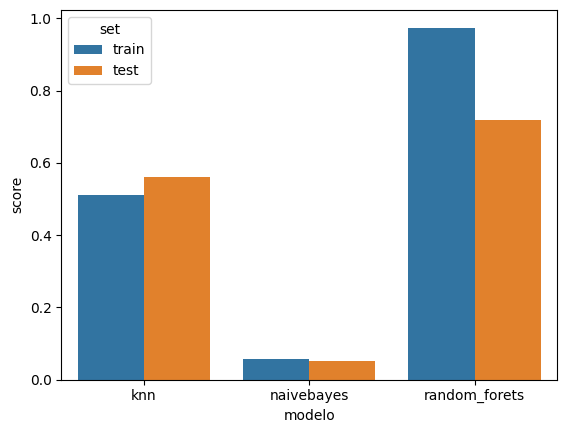 set
train
test
1.0
0.8
0.6
0.4
0.2
0.0
score
knn
naivebayes
random_forets
modelo